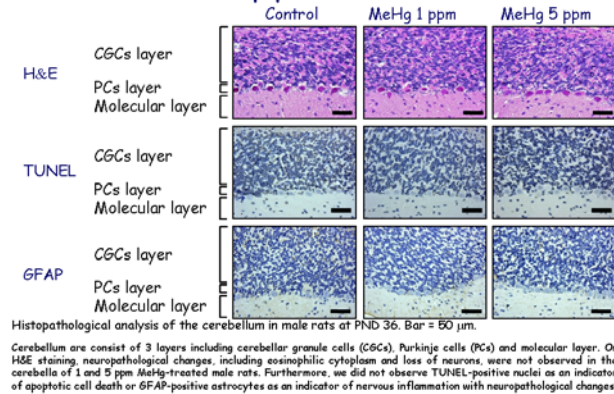 Control MeHg 1 ppm MeHg 5 ppm
H&E
CGCs layer
PCs layer
Molecular layer
TUNEL
CGCs layer
PCs layer
Molecular layer
GFAP
CGCs layer
PCs layer
Molecular layer
Histopathological analysis of the cerebellum in male rats at PND 36. Bar = 50 μm.
Cerebellum are consist of 3 layers including cerebellar granule cells (CGCs), Purkinje cells (PCs) and molecular layer. On
H&E staining, neuropathological changes, including eosinophilic cytoplasm and loss of neurons, were not observed in the
cerebella of 1 and 5 ppm MeHg-treated male rats. Furthermore, we did not observe TUNEL-positive nuclei as an indicator
of apoptotic cell death or GFAP-positive astrocytes as an indicator of nervous inflammation with neuropathological changes